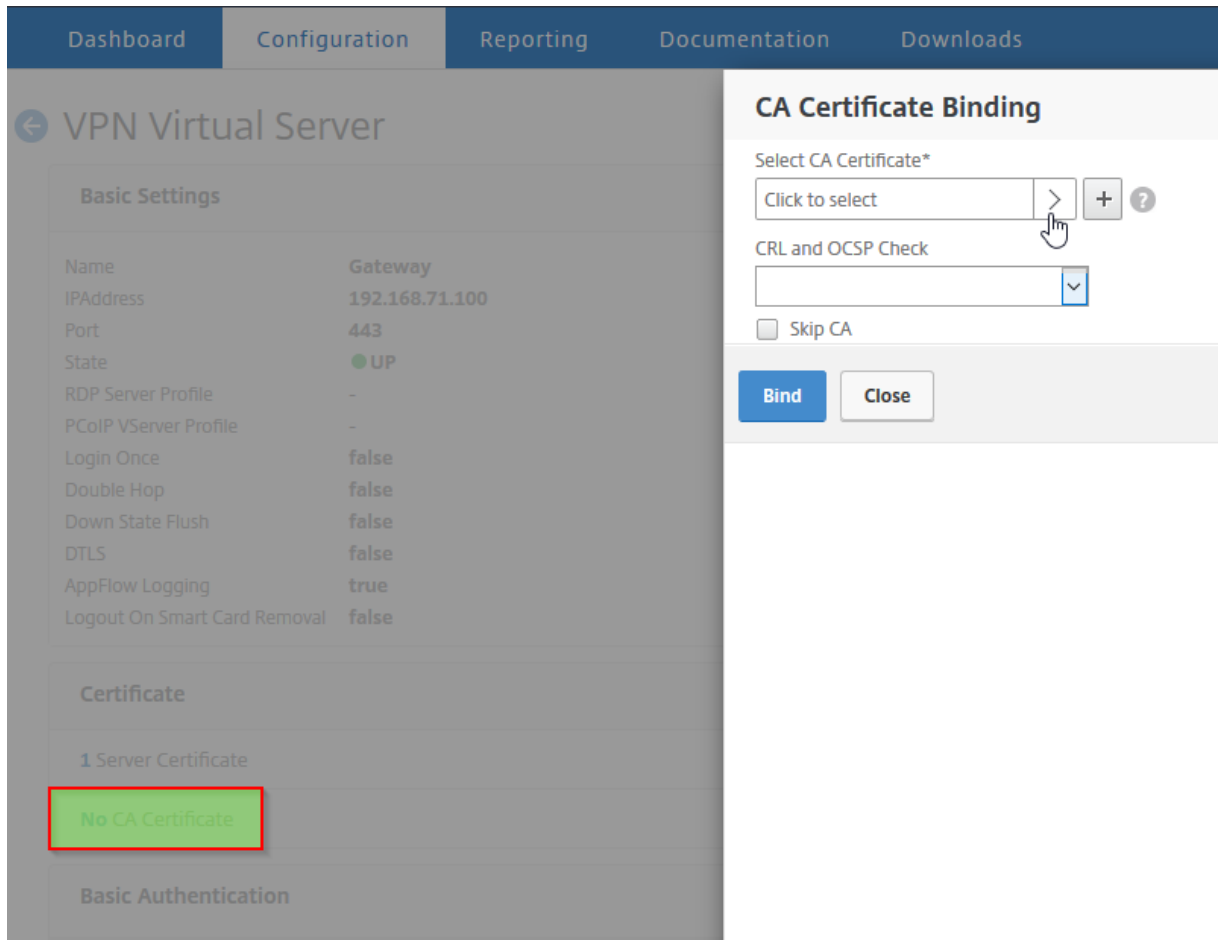 Dashboard Configuration Reporting Documentation Downloads
VPN Virtual Server
Basic Settings
Name Gateway
IPAddress 192.168.71.100
Port 443
State UP
RDP Server Profile -
PCoIP VServer Profile -
Login Once false
Double Hop false
Down State Flush false
DTLS false
AppFlow Logging true
Logout On Smart Card Removal false
Certificate
1 Server Certificate
No CA Certificate
Basic Authentication
CA Certificate Binding
Select CA Certificate*
Click to select > + ?
CRL and OCSP Check
Skip CA
Bind Close